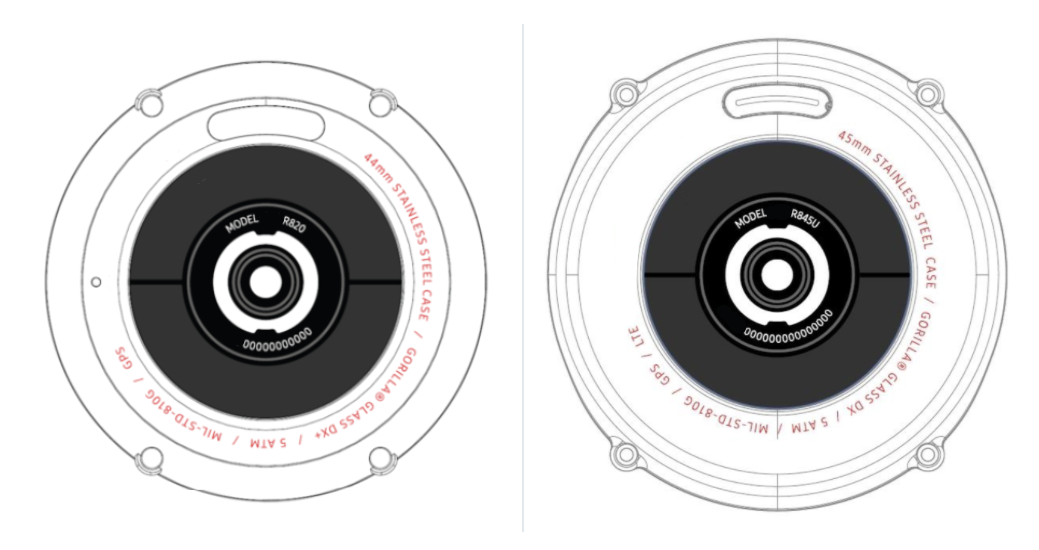 44mm STAINLESS STEEL CASE / GORILLA® GLASS DX+ / 5 ATM / MIL-STD-810G / GPS
MODEL R820
00000000000
45mm STAINLESS STEEL CASE / GORILLA® GLASS DX / 5 ATM / MIL-STD-810G / GPS / LTE
MODEL R845U
000000000000000